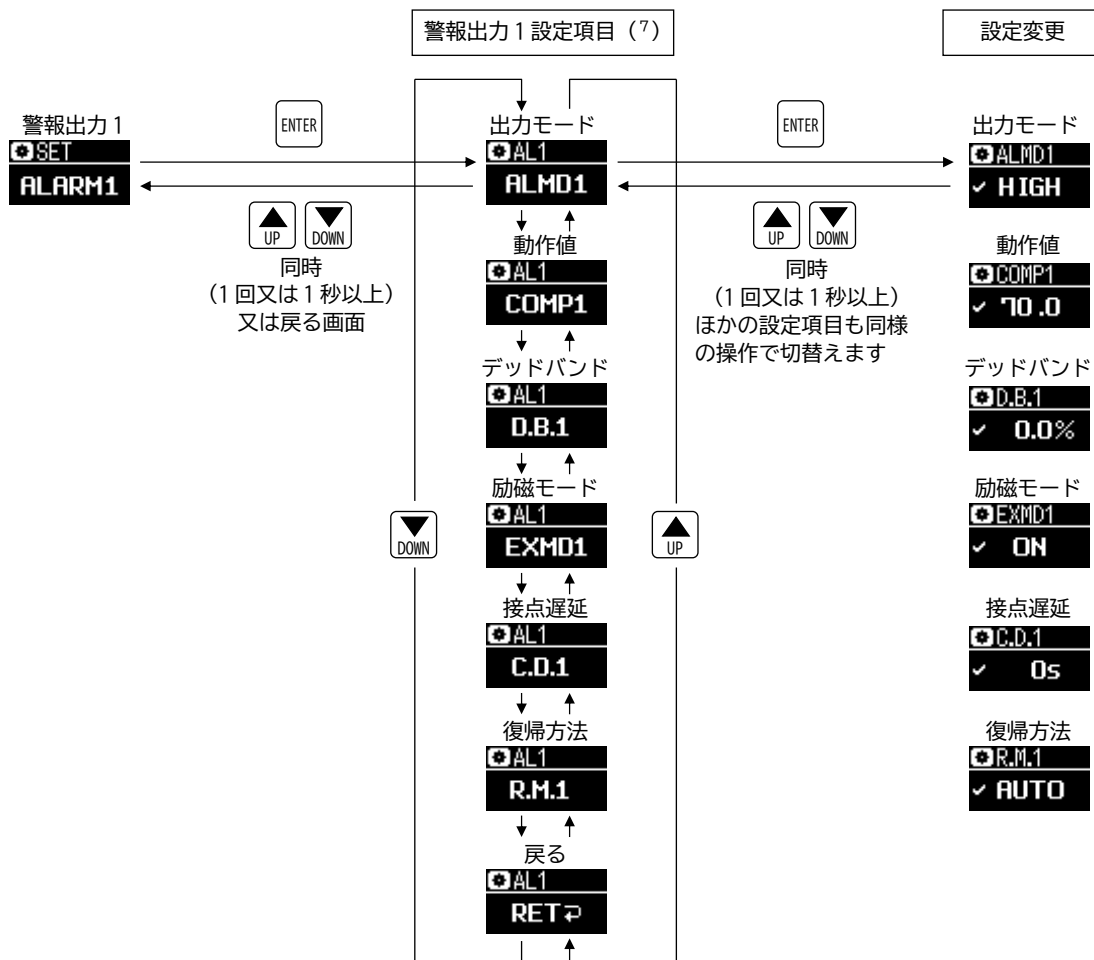 警報出力1設定項目（7）
設定変更
警報出力1
SET
ALARM1
ENTER
UP
DOWN
同時
（1回又は1秒以上）
又は戻る画面
出力モード
AL1
ALMD1
動作値
AL1
COMP1
デッドバンド
AL1
D.B.1
励磁モード
AL1
EXMD1
接点遅延
AL1
C.D.1
復帰方法
AL1
R.M.1
戻る
AL1
RET
DOWN
UP
ENTER
UP
DOWN
同時
（1回又は1秒以上）
ほかの設定項目も同様
の操作で切替えます
出力モード
ALMD1
HIGH
動作値
COMP1
70.0
デッドバンド
D.B.1
0.0%
励磁モード
EXMD1
ON
接点遅延
C.D.1
0s
復帰方法
R.M.1
AUTO